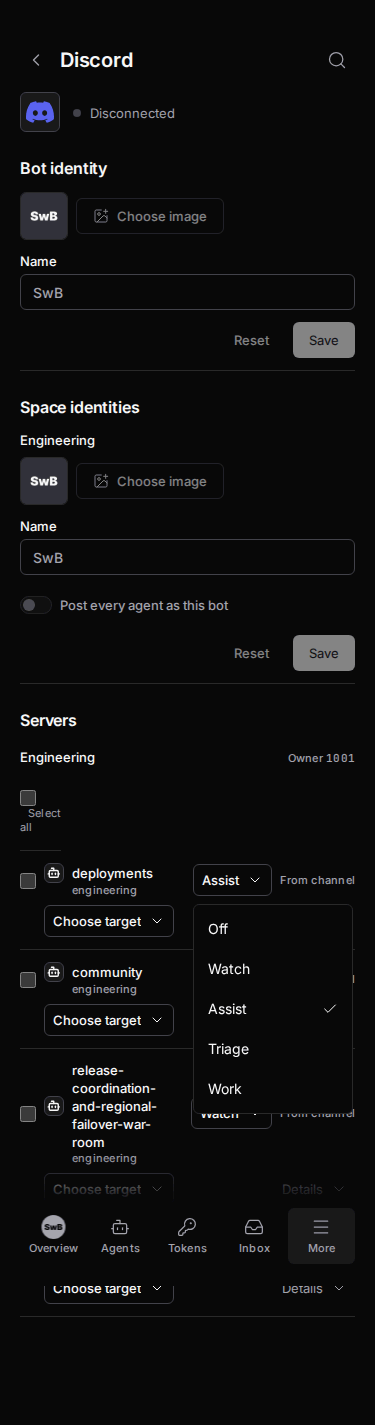 Discord
Disconnected
Bot identity
SwB
Choose image
Name
SwB
Reset
Save
Space identities
Engineering
SwB
Choose image
Name
SwB
Post every agent as this bot
Reset
Save
Servers
Engineering
Owner 1001
Select
all
deployments
engineering
Assist
From channel
Choose target
Off
Watch
Assist
Triage
Work
community
engineering
Choose target
release-
coordination-
and-regional-
failover-war-
room
engineering
Watch
From channel
Choose target
Details
SwB
Overview
Agents
Tokens
Inbox
More
Choose target
Details